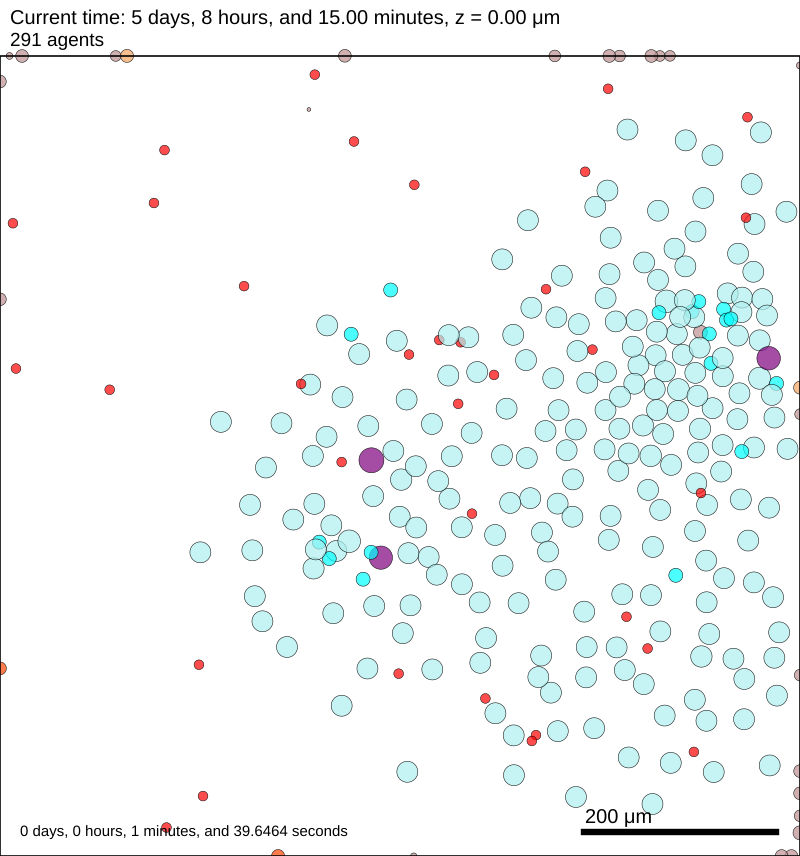 Current time: 5 days, 8 hours, and 15.00 minutes, z = 0.00 μm
291 agents
200 μm
0 days, 0 hours, 1 minutes, and 39.6464 seconds